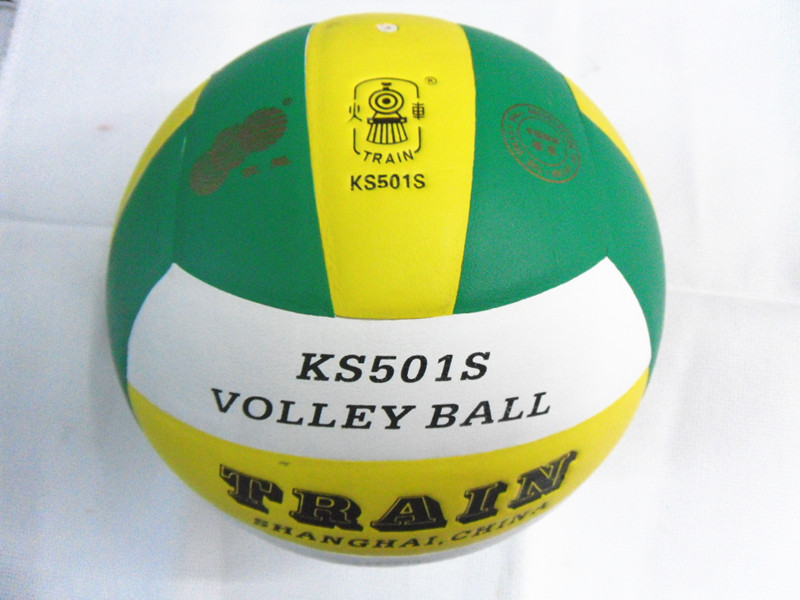 ®
火 車
TRAIN
KS501S
KS501S
VOLLEY BALL
TRAIN
SHANGHAI, CHINA